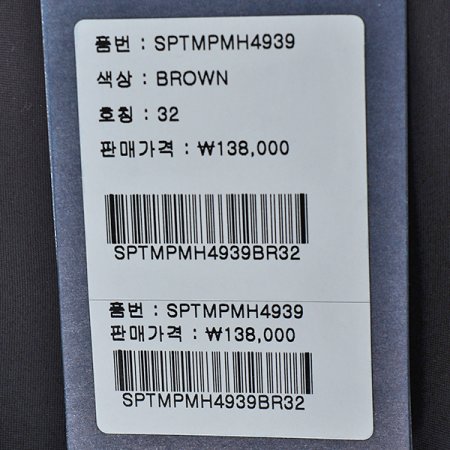 품번 : SPTMPMH4939
색상 : BROWN
호칭 : 32
판매가격 : ₩138,000
SPTMPMH4939BR32
품번 : SPTMPMH4939
판매가격 : ₩138,000
SPTMPMH4939BR32